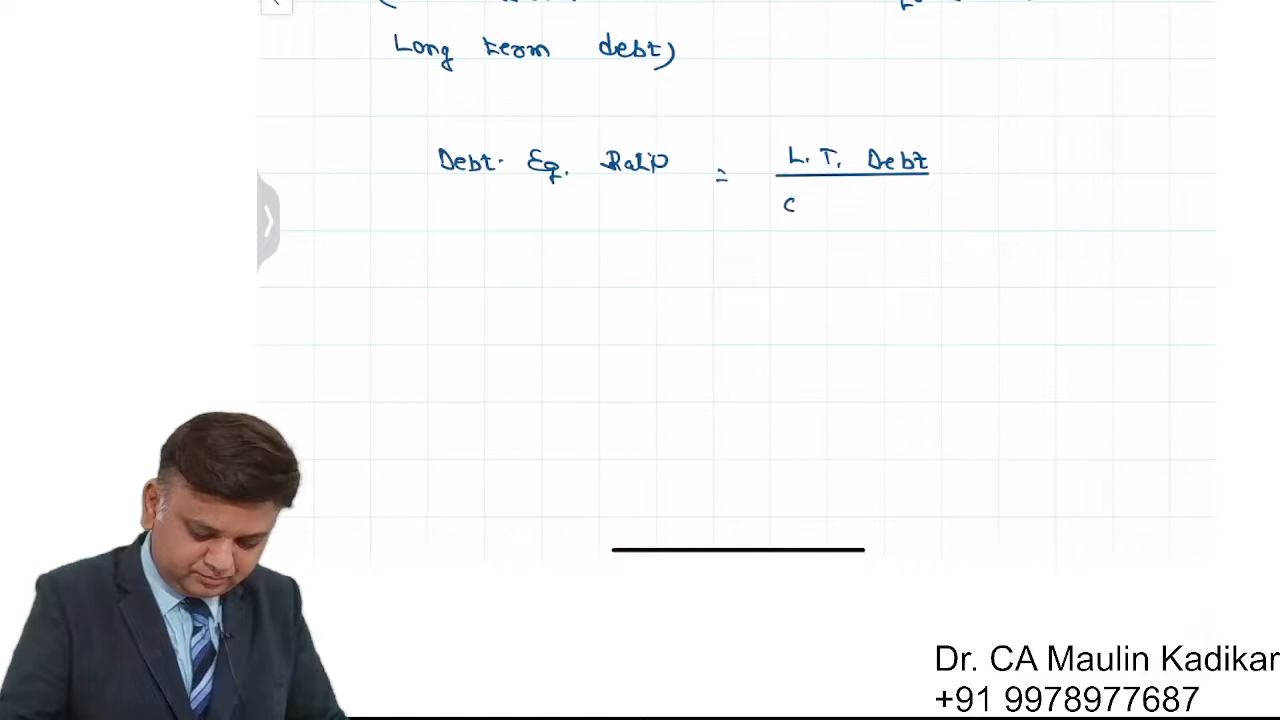 Long term debt)
Debt. Eq. Ratio = L. T. Debt
C
Dr. CA Maulin Kadikar
+91 9978977687